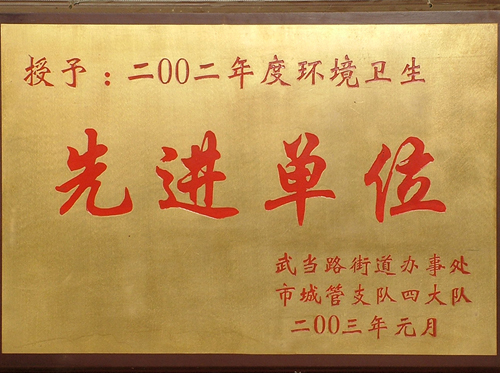 授予：二00二年度环境卫生
先进单位
武当路街道办事处
市城管支队四大队
二00三年元月